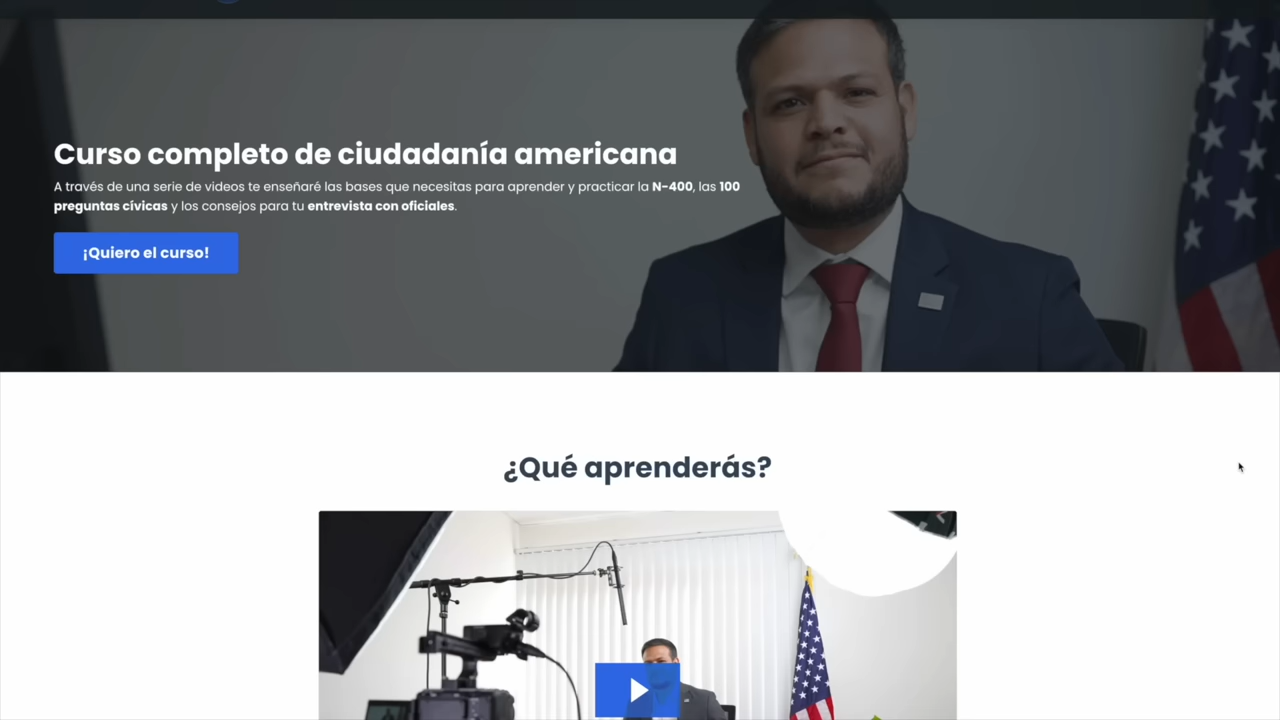 Curso completo de ciudadanía americana
A través de una serie de videos te enseñaré las bases que necesitas para aprender y practicar la N-400, las 100
preguntas cívicas y los consejos para tu entrevista con oficiales.
¡Quiero el curso!
¿Qué aprenderás?